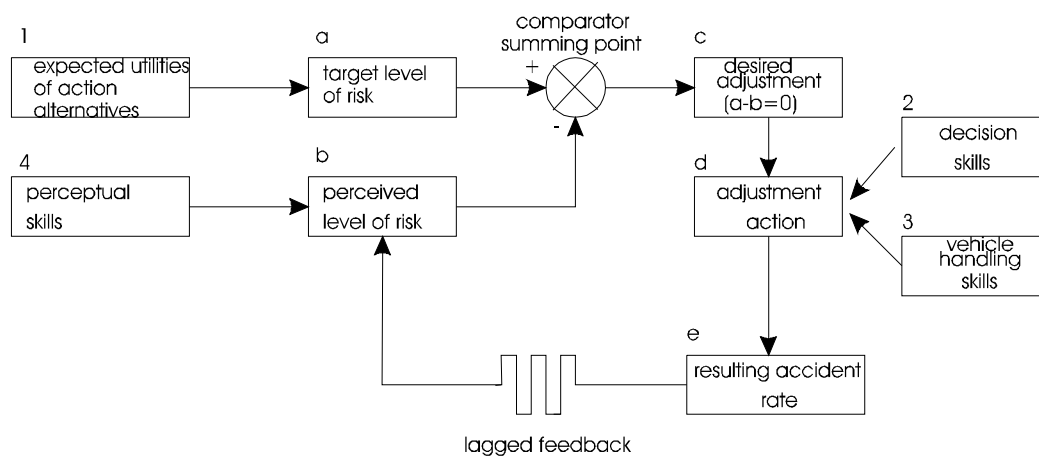 1
expected utilities
of action
alternatives
a
target level
of risk
comparator
summing point
+
-
c
desired
adjustment
(a-b=0)
2
decision
skills
4
perceptual
skills
b
perceived
level of risk
d
adjustment
action
3
vehicle
handling
skills
e
resulting accident
rate
lagged feedback